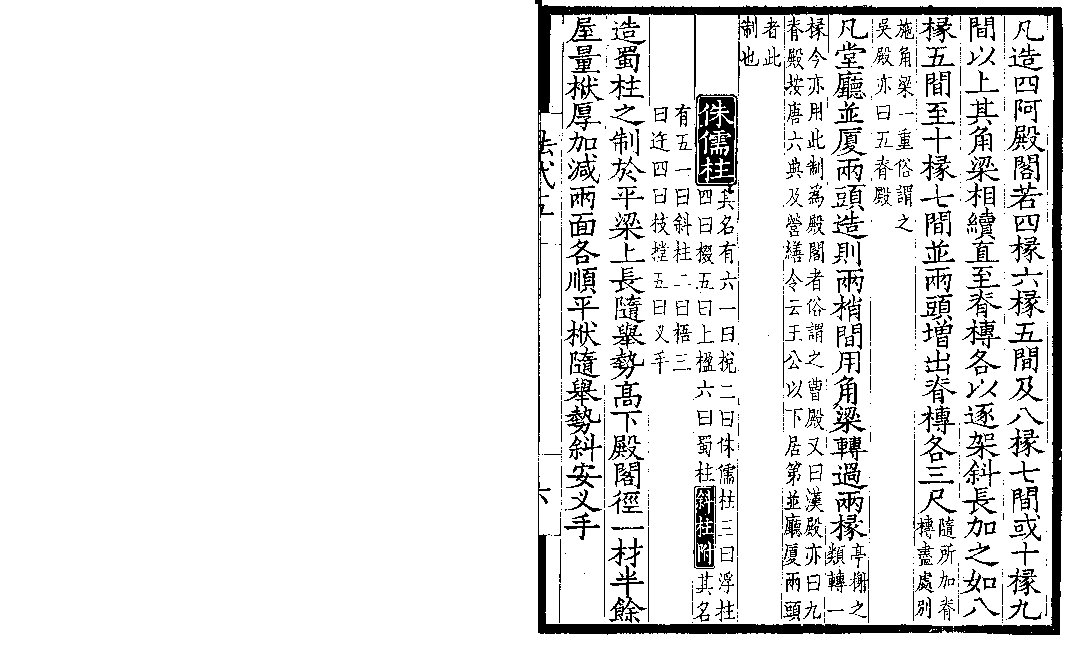 凡造四阿殿閣若四椽六椽五間及八椽七間或十椽九
間以上其角梁相續直至脊槫各以逐架斜長加之如八
椽五間至十椽七間並兩頭増出脊槫各三尺
隨所加脊
槫盡處別
施角梁一重俗謂之
吳殿亦曰五脊殿
凡堂廳並厦兩頭造則兩梢間用角梁轉過兩椽
亭榭之
類轉一
椽今亦用此制爲殿閣者俗謂之曹殿又曰漢殿亦曰九
脊殿按唐六典及營繕令云王公以下居第並廳厦兩頭
者此
制也
侏儒柱
其名有六一曰梲二曰侏儒柱三曰浮柱
四曰棳五曰上楹六曰蜀柱
斜柱附
其名
有五一曰斜柱二曰梧三
曰迕四曰枝摚五曰叉手
造蜀柱之制於平梁上長隨舉勢高下殿閣徑一材半餘
屋量栿厚加減兩面各順平栿隨舉勢斜安叉手